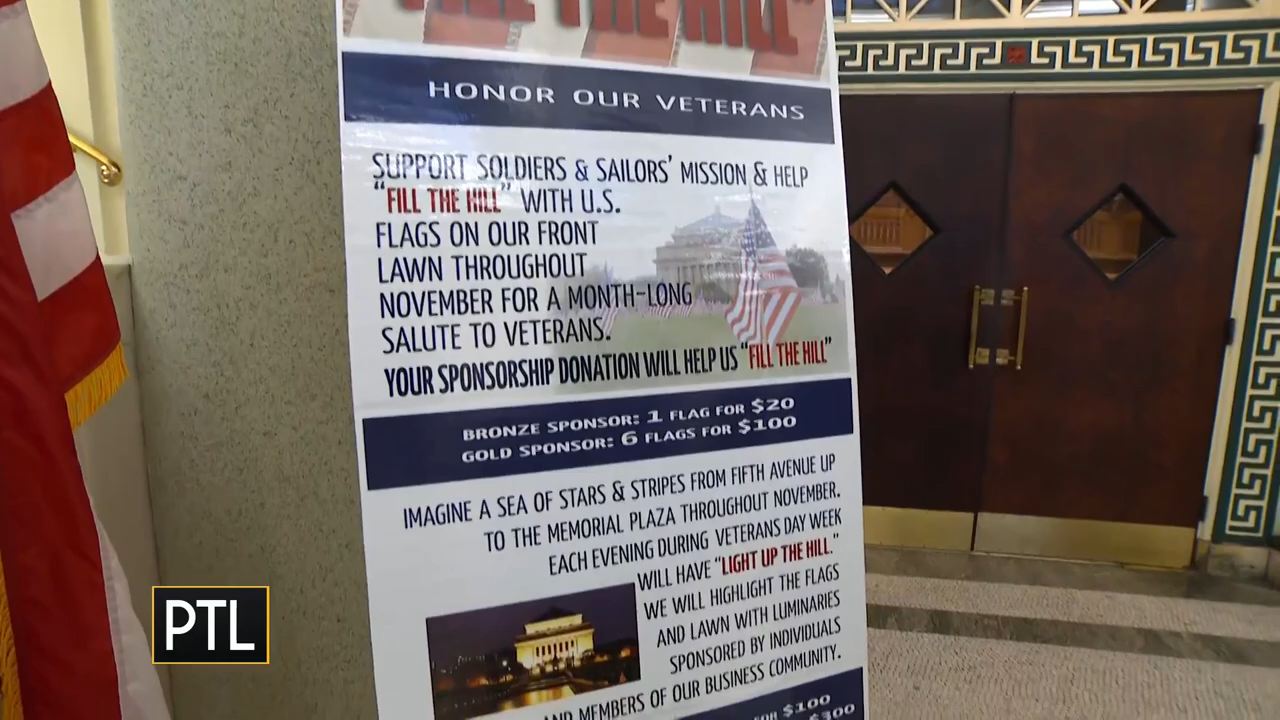 "FILL THE HILL"
HONOR OUR VETERANS
SUPPORT SOLDIERS & SAILORS' MISSION & HELP
"FILL THE HILL" WITH U.S.
FLAGS ON OUR FRONT
LAWN THROUGHOUT
NOVEMBER FOR A MONTH-LONG
SALUTE TO VETERANS.
YOUR SPONSORSHIP DONATION WILL HELP US "FILL THE HILL"
BRONZE SPONSOR: 1 FLAG FOR $20
GOLD SPONSOR: 6 FLAGS FOR $100
IMAGINE A SEA OF STARS & STRIPES FROM FIFTH AVENUE UP
TO THE MEMORIAL PLAZA THROUGHOUT NOVEMBER.
EACH EVENING DURING VETERANS DAY WEEK
WILL HAVE "LIGHT UP THE HILL."
WE WILL HIGHLIGHT THE FLAGS
AND LAWN WITH LUMINARIES
SPONSORED BY INDIVIDUALS
AND MEMBERS OF OUR BUSINESS COMMUNITY.
$100
$300
PTL